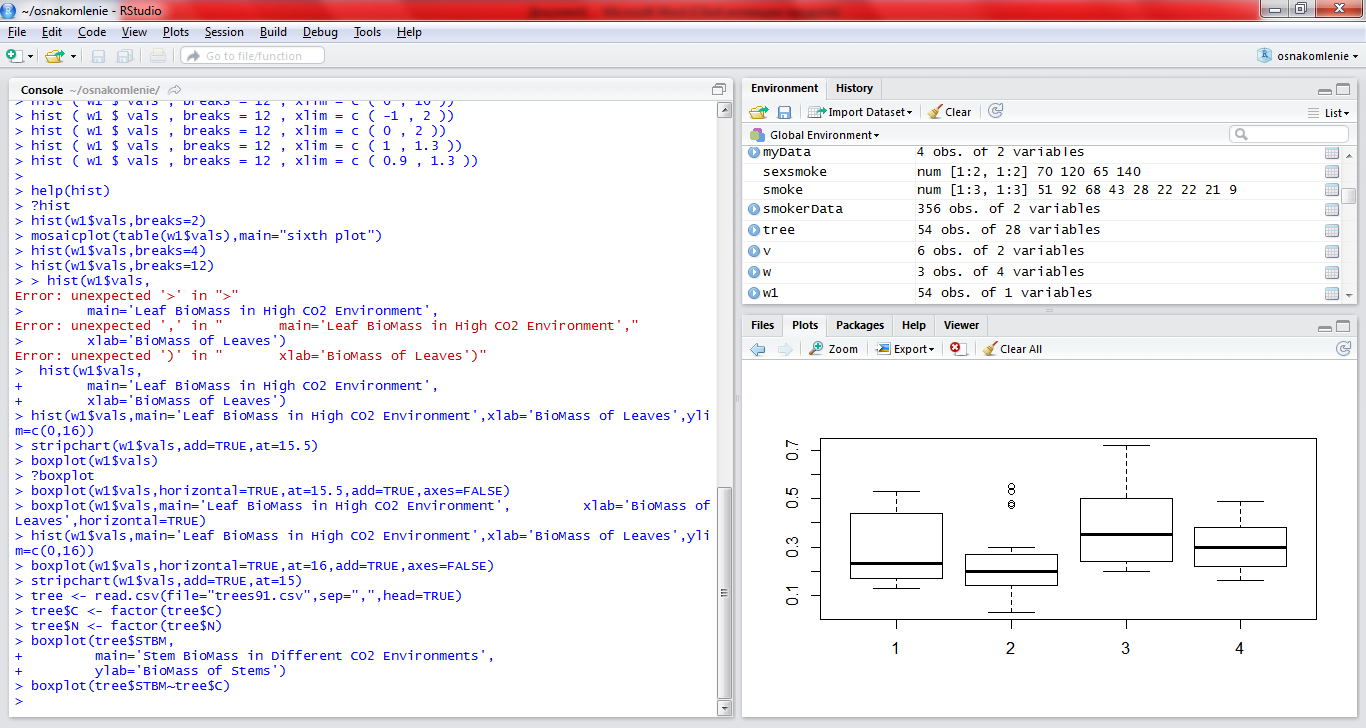 ~/osnakomlenie - RStudio
File Edit Code View Plots Session Build Debug Tools Help
Go to file/function
osnakomlenie
Console ~/osnakomlenie/
> hist ( w1 $ vals , breaks = 12 , xlim = c ( 0 , 10 ))
> hist ( w1 $ vals , breaks = 12 , xlim = c ( -1 , 2 ))
> hist ( w1 $ vals , breaks = 12 , xlim = c ( 0 , 2 ))
> hist ( w1 $ vals , breaks = 12 , xlim = c ( 1 , 1.3 ))
> hist ( w1 $ vals , breaks = 12 , xlim = c ( 0.9 , 1.3 ))
>
> help(hist)
> ?hist
> hist(w1$vals,breaks=2)
> mosaicplot(table(w1$vals),main="sixth plot")
> hist(w1$vals,breaks=4)
> hist(w1$vals,breaks=12)
> > hist(w1$vals,
Error: unexpected '>' in ">"
>        main='Leaf BioMass in High CO2 Environment',
Error: unexpected ',' in "       main='Leaf BioMass in High CO2 Environment',"
>        xlab='BioMass of Leaves')
Error: unexpected ')' in "       xlab='BioMass of Leaves')"
>  hist(w1$vals,
+        main='Leaf BioMass in High CO2 Environment',
+        xlab='BioMass of Leaves')
> hist(w1$vals,main='Leaf BioMass in High CO2 Environment',xlab='BioMass of Leaves',yli
m=c(0,16))
> stripchart(w1$vals,add=TRUE,at=15.5)
> boxplot(w1$vals)
> ?boxplot
> boxplot(w1$vals,horizontal=TRUE,at=15.5,add=TRUE,axes=FALSE)
> boxplot(w1$vals,main='Leaf BioMass in High CO2 Environment',         xlab='BioMass of
Leaves',horizontal=TRUE)
> hist(w1$vals,main='Leaf BioMass in High CO2 Environment',xlab='BioMass of Leaves',yli
m=c(0,16))
> boxplot(w1$vals,horizontal=TRUE,at=16,add=TRUE,axes=FALSE)
> stripchart(w1$vals,add=TRUE,at=15)
> tree <- read.csv(file="trees91.csv",sep=",",head=TRUE)
> tree$C <- factor(tree$C)
> tree$N <- factor(tree$N)
> boxplot(tree$STBM,
+         main='Stem BioMass in Different CO2 Environments',
+         ylab='BioMass of Stems')
> boxplot(tree$STBM~tree$C)
>
Environment History
Import Dataset Clear List
Global Environment
myData 4 obs. of 2 variables
sexsmoke num [1:2, 1:2] 70 120 65 140
smoke num [1:3, 1:3] 51 92 68 43 28 22 22 21 9
smokerData 356 obs. of 2 variables
tree 54 obs. of 28 variables
v 6 obs. of 2 variables
w 3 obs. of 4 variables
w1 54 obs. of 1 variables
Files Plots Packages Help Viewer
Zoom Export Clear All
0.7
0.5
0.3
0.1
1 2 3 4